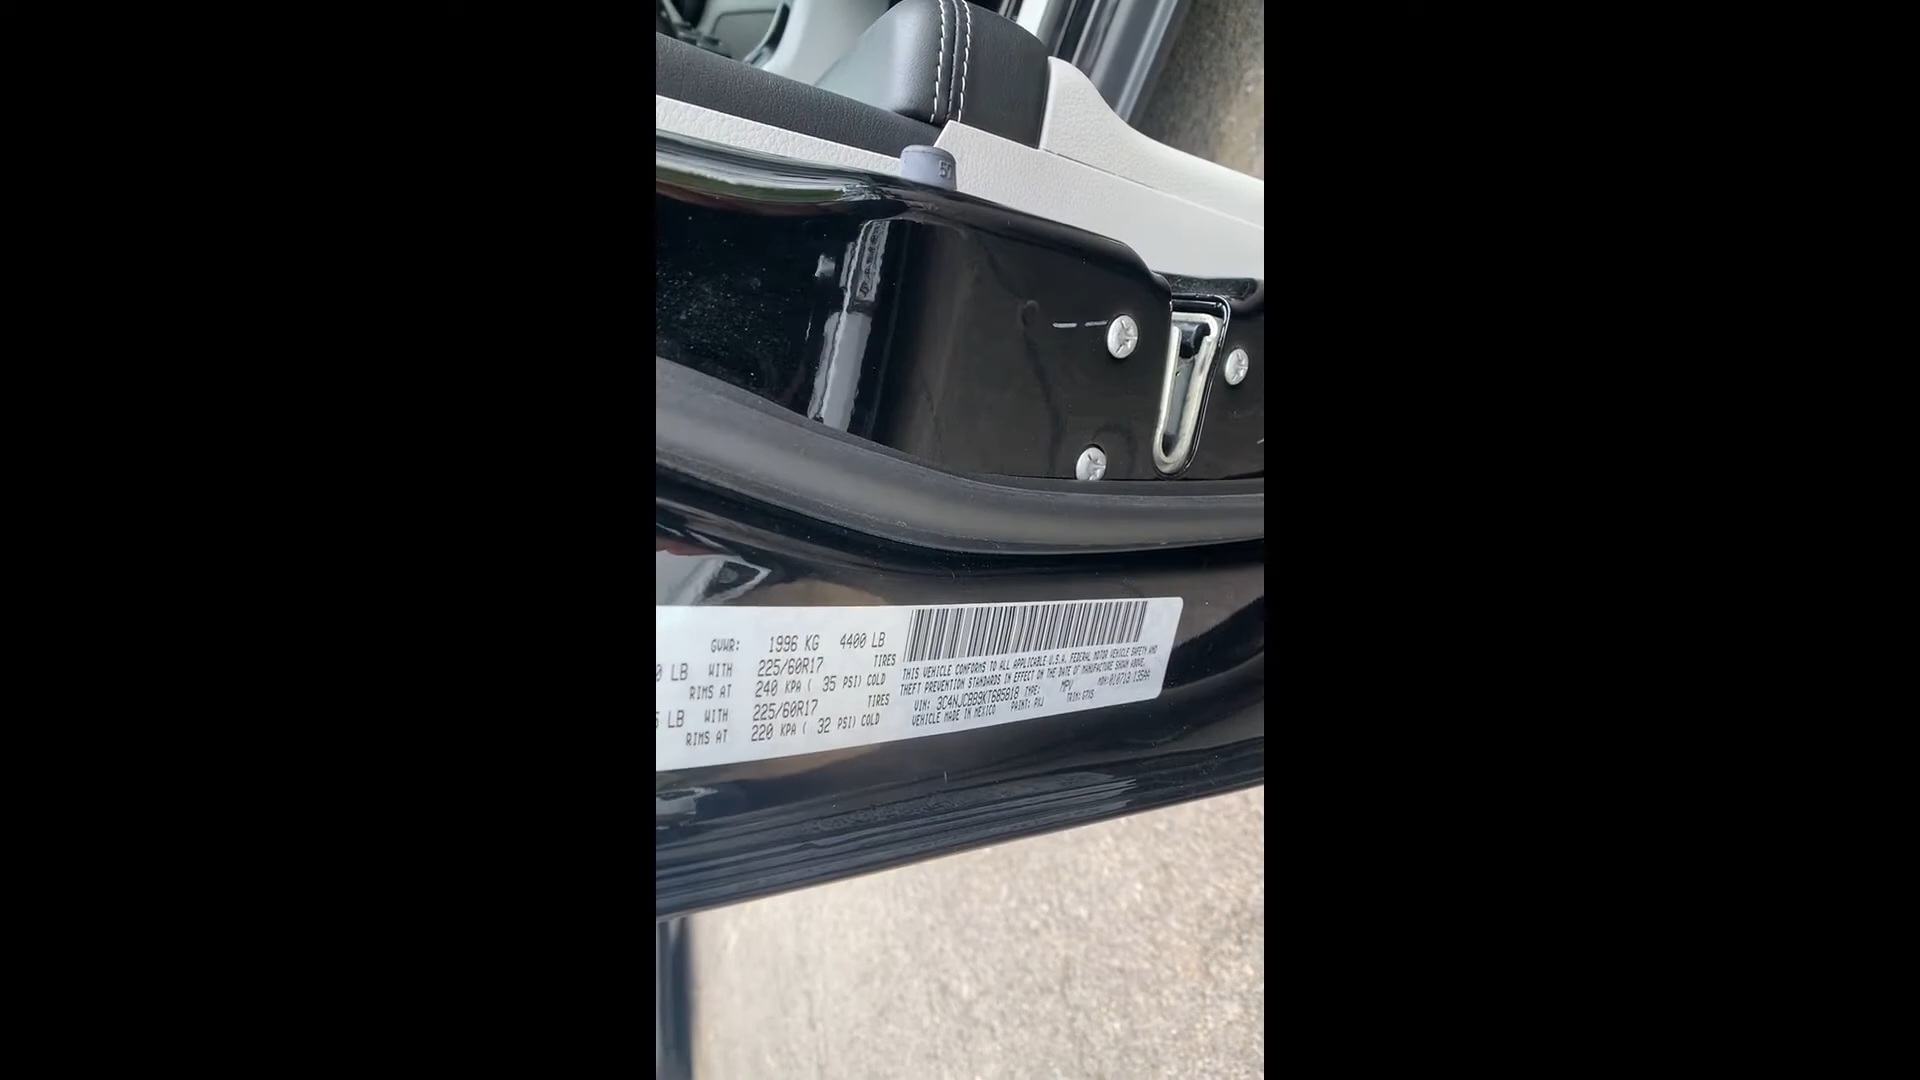 GVWR: 1996 KG 4400 LB
LB WITH 225/60R17 TIRES
RIMS AT 240 KPA ( 35 PSI) COLD
LB WITH 225/60R17 TIRES
RIMS AT 220 KPA ( 32 PSI) COLD
THIS VEHICLE CONFORMS TO ALL APPLICABLE U.S.A. FEDERAL MOTOR VEHICLE SAFETY AND
THEFT PREVENTION STANDARDS IN EFFECT ON THE DATE OF MANUFACTURE SHOWN ABOVE.
VIN: 3C4NJCBB9KT685818 TYPE: MPV
VEHICLE MADE IN MEXICO PAINT: PXJ TRIM: